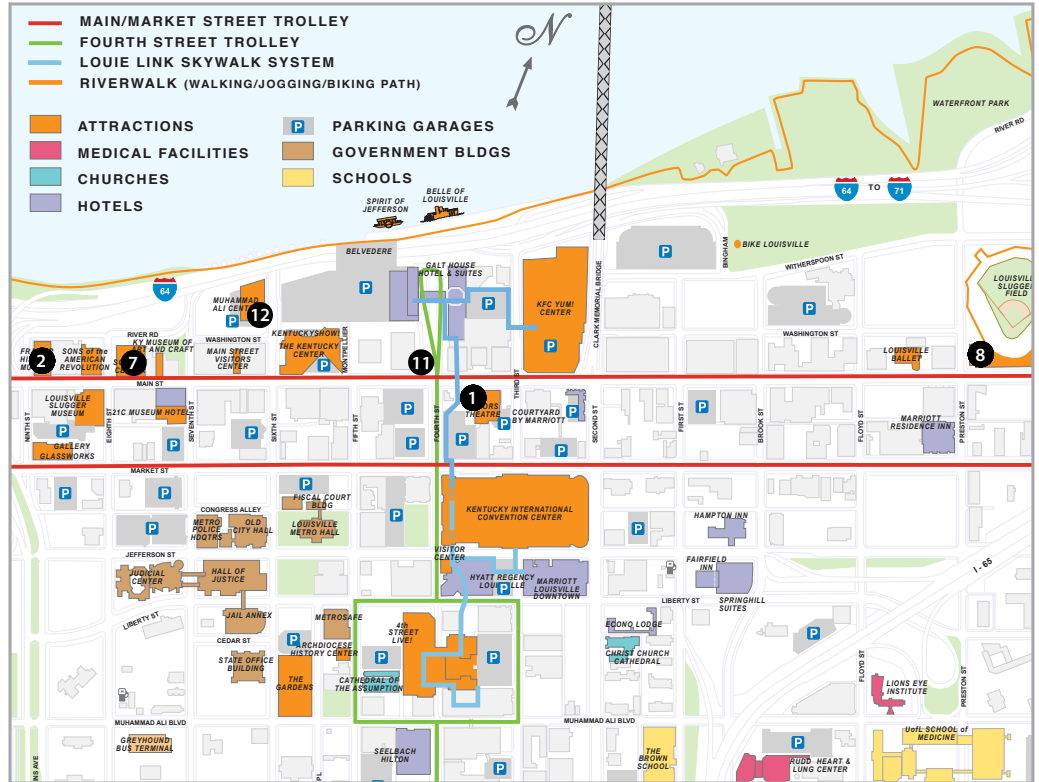 MAIN/MARKET STREET TROLLEY
FOURTH STREET TROLLEY
LOUIE LINK SKYWALK SYSTEM
RIVERWALK (WALKING/JOGGING/BIKING PATH)
N
ATTRACTIONS
P PARKING GARAGES
MEDICAL FACILITIES
GOVERNMENT BLDGS
CHURCHES
SCHOOLS
HOTELS
WATERFRONT PARK
RIVER RD
64 TO 71
SPIRIT OF
JEFFERSON
BELLE OF
LOUISVILLE
BELVEDERE
GALT HOUSE
HOTEL & SUITES
P
P
P
BINGHAM
BIKE LOUISVILLE
WITHERSPOON ST
64
MUHAMMAD
ALI CENTER
12
P
KFC YUM!
CENTER
P
CLARK MEMORIAL BRIDGE
P
LOUISVILLE
SLUGGER
FIELD
RIVER RD
KY MUSEUM OF
ART AND CRAFT
WASHINGTON ST
KENTUCKYSHOW!
THE KENTUCKY
CENTER
P
MONTPELLIER
WASHINGTON ST
2
SONS of the
AMERICAN
REVOLUTION
7
MAIN STREET
VISITORS
CENTER
11
LOUISVILLE
BALLET
8
MAIN ST
LOUISVILLE
SLUGGER
MUSEUM
P
21C MUSEUM HOTEL
1
THEATRE
THIRD ST
COURTYARD
BY MARRIOTT
P
P
P
P
P
P
P
P
P
MARRIOTT
RESIDENCE INN
NINTH ST
EIGHTH ST
SEVENTH ST
SIXTH ST
FIFTH ST
FOURTH ST
SECOND ST
FIRST ST
BROOK ST
FLOYD ST
PRESTON ST
GALLERY
GLASSWORKS
P
MARKET ST
P
P
P
P
P
P
FISCAL COURT
BLDG
CONGRESS ALLEY
METRO
POLICE
HDQTRS
OLD
CITY HALL
LOUISVILLE
METRO HALL
KENTUCKY INTERNATIONAL
CONVENTION CENTER
HAMPTON INN
JEFFERSON ST
VISITOR
CENTER
JUDICIAL
CENTER
HALL OF
JUSTICE
HYATT REGENCY
LOUISVILLE
P
MARRIOTT
LOUISVILLE
DOWNTOWN
FAIRFIELD
INN
SPRINGHILL
SUITES
I - 65
LIBERTY ST
LIBERTY ST
JAIL ANNEX
METROSAFE
4th
STREET
LIVE!
ECONO LODGE
CHRIST CHURCH
CATHEDRAL
P
CEDAR ST
P
ARCHDIOCESE
HISTORY CENTER
P
P
STATE OFFICE
BUILDING
THE
GARDENS
CATHEDRAL OF
THE ASSUMPTION
FLOYD ST
PRESTON ST
LIONS EYE
INSTITUTE
MUHAMMAD ALI BLVD
MUHAMMAD ALI BLVD
GREYHOUND
BUS TERMINAL
SEELBACH
HILTON
P
P
THE
BROWN
SCHOOL
P
RUDD HEART &
LUNG CENTER
UofL SCHOOL of
MEDICINE
NS AVE
PL